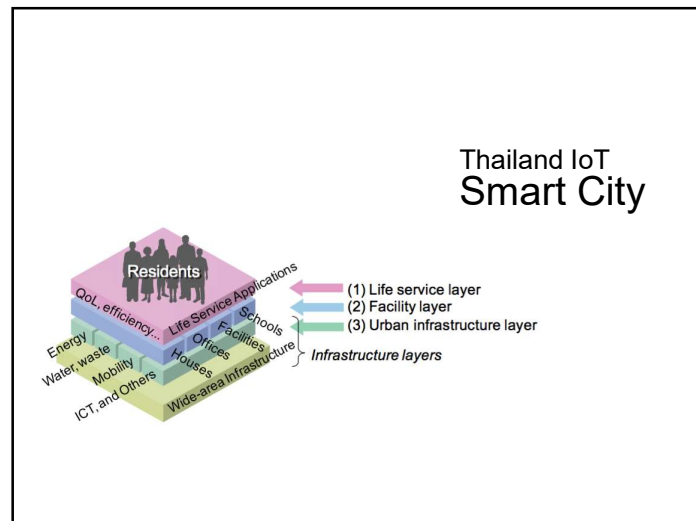 Thailand IoT
Smart City
Residents
QoL, efficiency...
Life Service Applications
Schools
Facilities
Offices
Houses
Energy
Water, waste
Mobility
ICT, and Others
Wide-area Infrastructure
(1) Life service layer
(2) Facility layer
(3) Urban infrastructure layer
Infrastructure layers